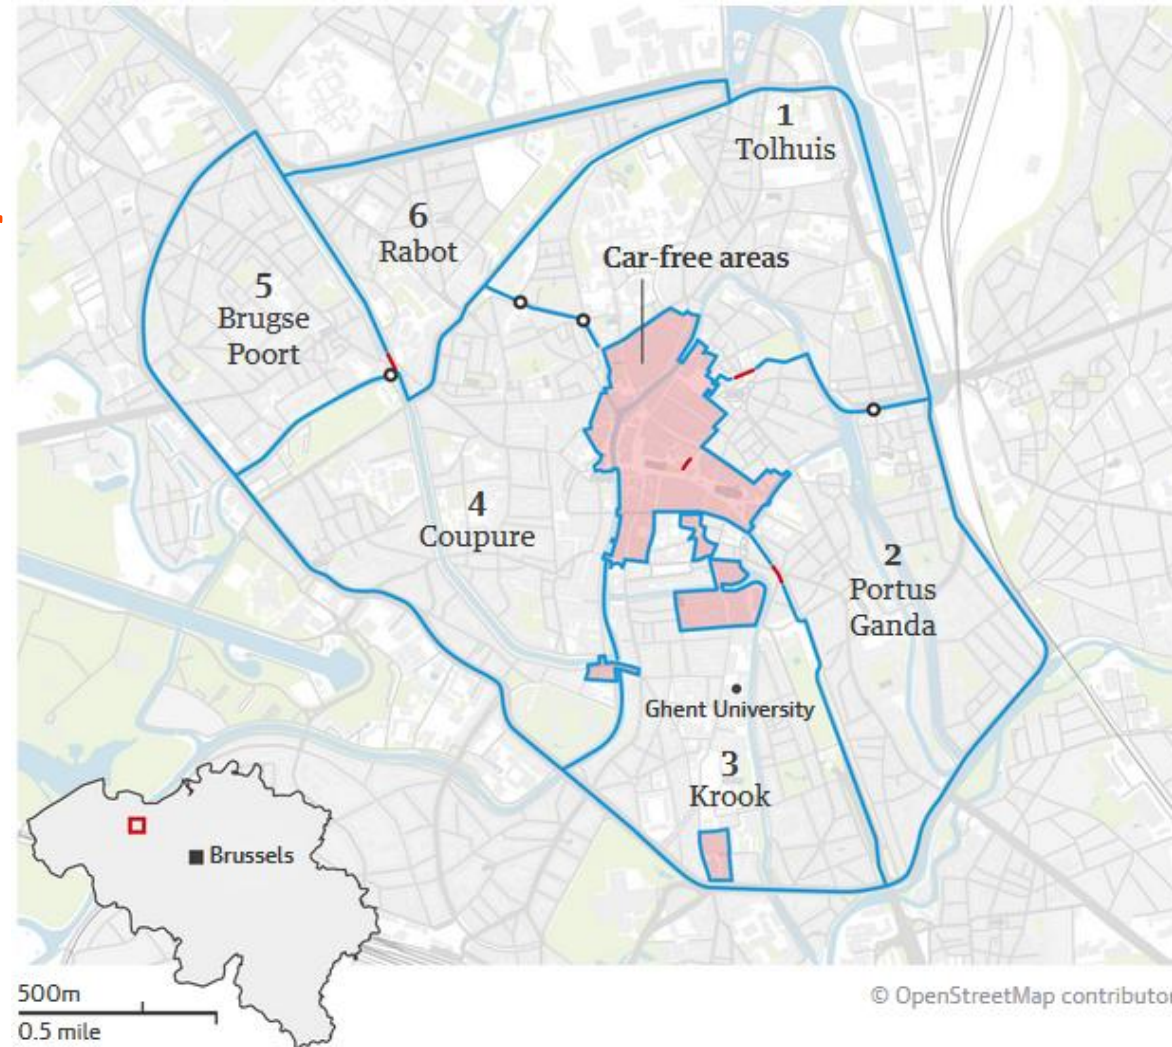 1
Tolhuis
6
Rabot
Car-free areas
5
Brugse
Poort
4
Coupure
2
Portus
Ganda
Ghent University
3
Krook
Brussels
500m
0.5 mile
© OpenStreetMap contributor